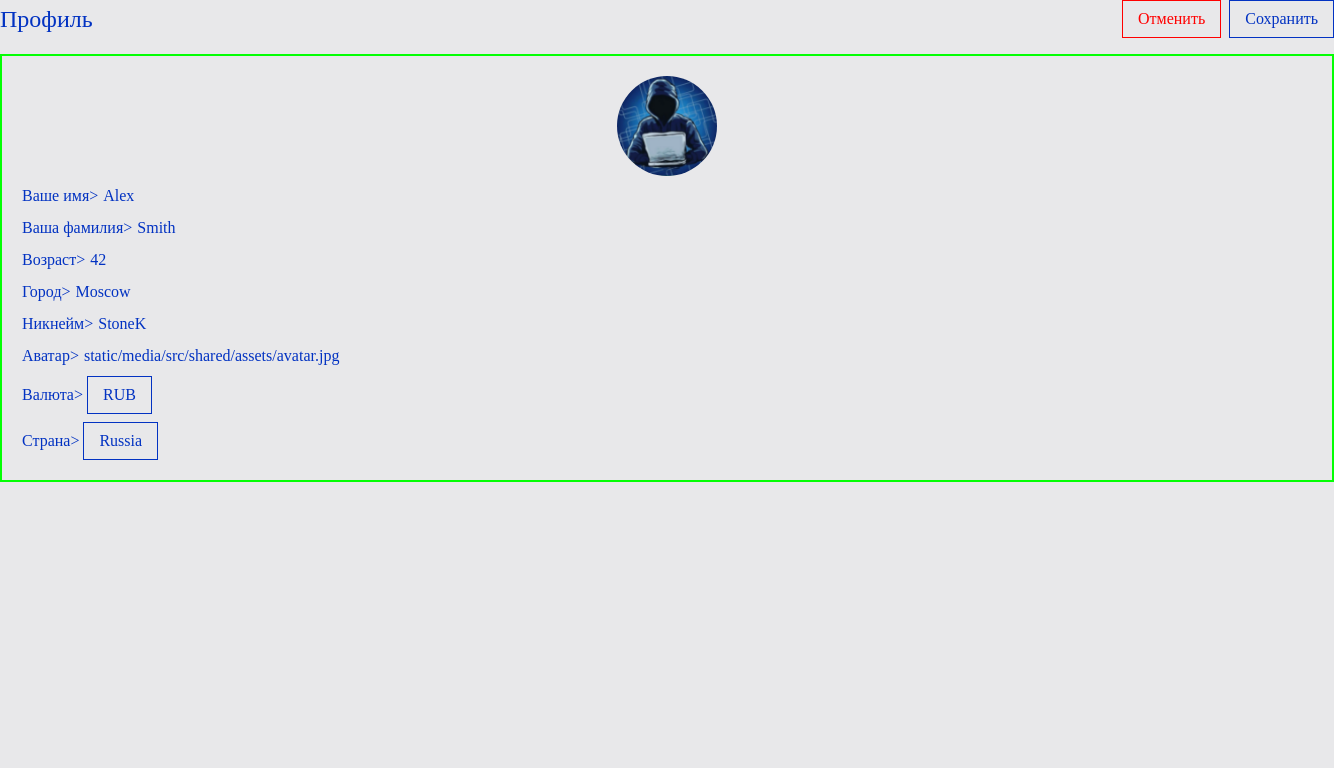 Профиль
Отменить
Сохранить
Ваше имя> Alex
Ваша фамилия> Smith
Возраст> 42
Город> Moscow
Никнейм> StoneK
Аватар> static/media/src/shared/assets/avatar.jpg
Валюта> RUB
Страна> Russia